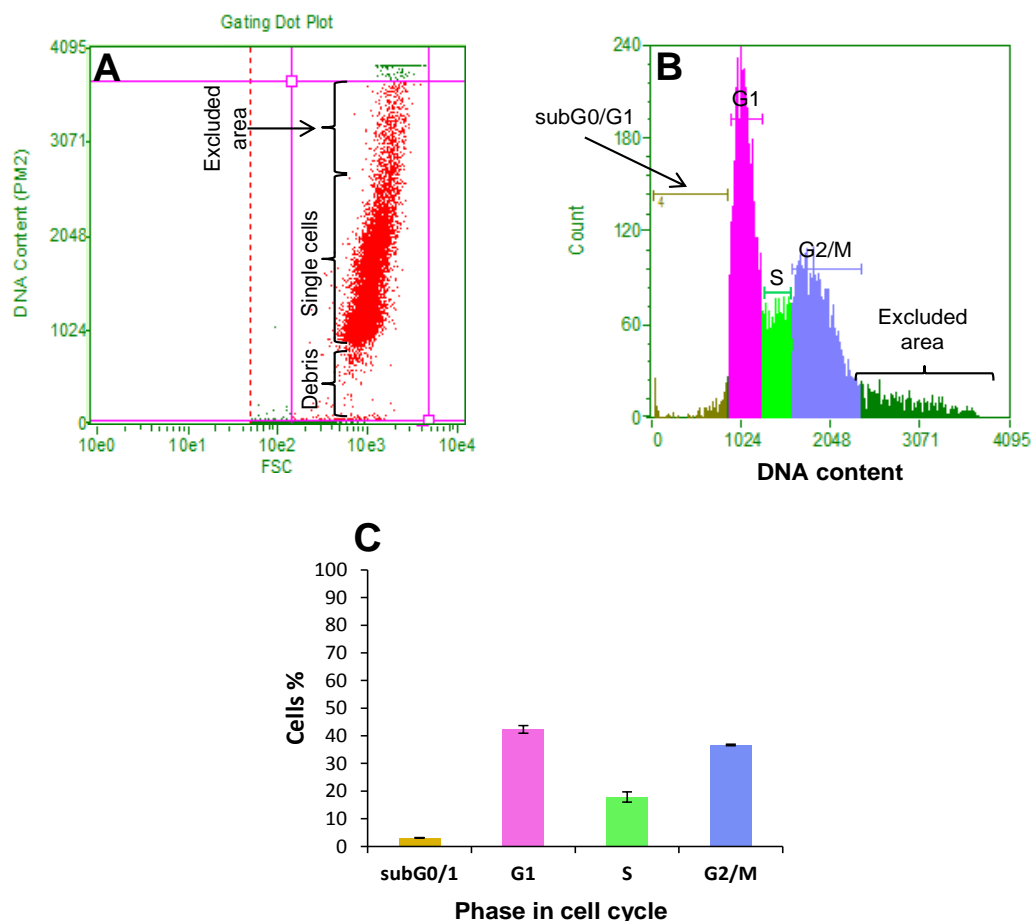 Gating Dot Plot
A
4095
3071
2048
1024
0
DNA Content (PM2)
Excluded
area
Single cells
Debris
10e0 10e1 10e2 10e3 10e4
FSC
B
240
180
120
60
0
Count
subG0/G1
4
G1
S
G2/M
Excluded
area
0 1024 2048 3071 4095
DNA content
C
100
90
80
70
60
50
40
30
20
10
0
Cells %
subG0/1 G1 S G2/M
Phase in cell cycle